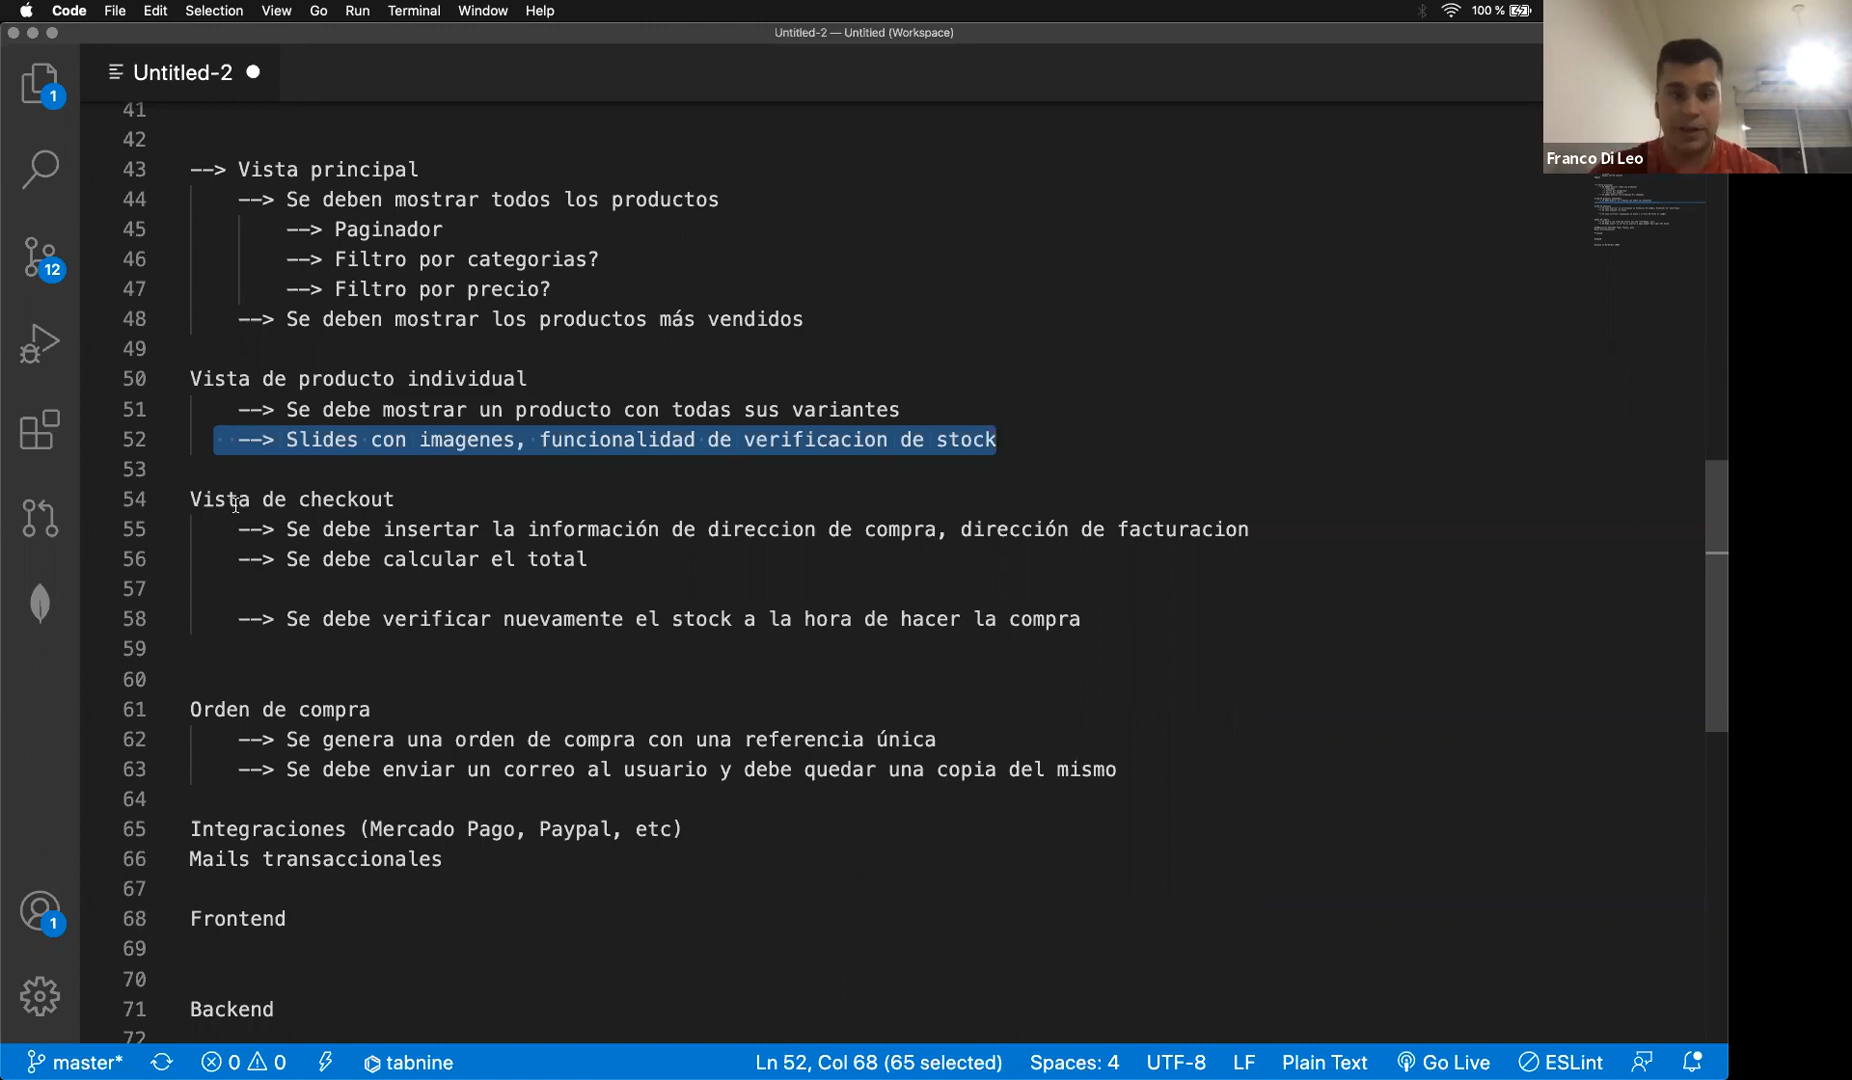 Code File Edit Selection View Go Run Terminal Window Help 100 %
Untitled-2 — Untitled (Workspace)
Untitled-2
Franco Di Leo
41
42
43 --> Vista principal
44 --> Se deben mostrar todos los productos
45 --> Paginador
46 --> Filtro por categorias?
47 --> Filtro por precio?
48 --> Se deben mostrar los productos más vendidos
49
50 Vista de producto individual
51 --> Se debe mostrar un producto con todas sus variantes
52 --> Slides con imagenes, funcionalidad de verificacion de stock
53
54 Vista de checkout
55 --> Se debe insertar la información de direccion de compra, dirección de facturacion
56 --> Se debe calcular el total
57
58 --> Se debe verificar nuevamente el stock a la hora de hacer la compra
59
60
61 Orden de compra
62 --> Se genera una orden de compra con una referencia única
63 --> Se debe enviar un correo al usuario y debe quedar una copia del mismo
64
65 Integraciones (Mercado Pago, Paypal, etc)
66 Mails transaccionales
67
68 Frontend
69
70
71 Backend
72
1
12
1
master* 0 0 tabnine Ln 52, Col 68 (65 selected) Spaces: 4 UTF-8 LF Plain Text Go Live ESLint